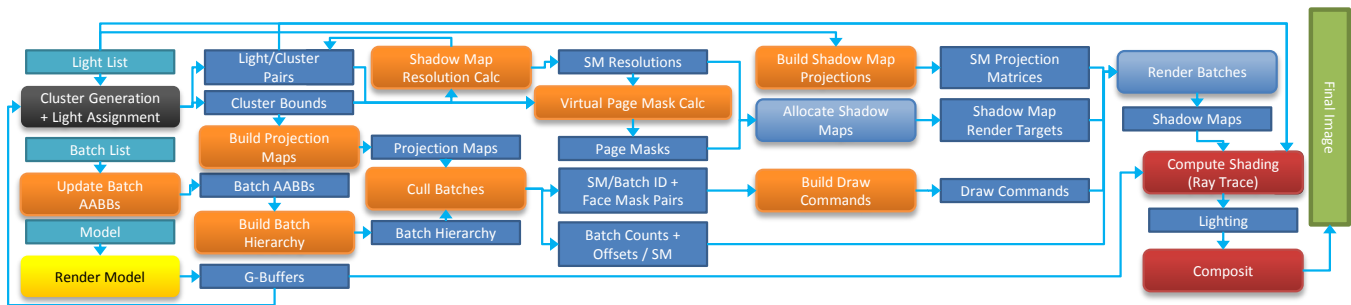 Light List
Cluster Generation
+ Light Assignment
Batch List
Update Batch
AABBs
Model
Render Model
Light/Cluster
Pairs
Cluster Bounds
Build Projection
Maps
Batch AABBs
Build Batch
Hierarchy
G-Buffers
Shadow Map
Resolution Calc
Projection Maps
Cull Batches
Batch Hierarchy
SM Resolutions
Virtual Page Mask Calc
Page Masks
SM/Batch ID +
Face Mask Pairs
Batch Counts +
Offsets / SM
Build Shadow Map
Projections
Allocate Shadow
Maps
Build Draw
Commands
SM Projection
Matrices
Shadow Map
Render Targets
Draw Commands
Render Batches
Shadow Maps
Compute Shading
(Ray Trace)
Lighting
Composit
Final Image